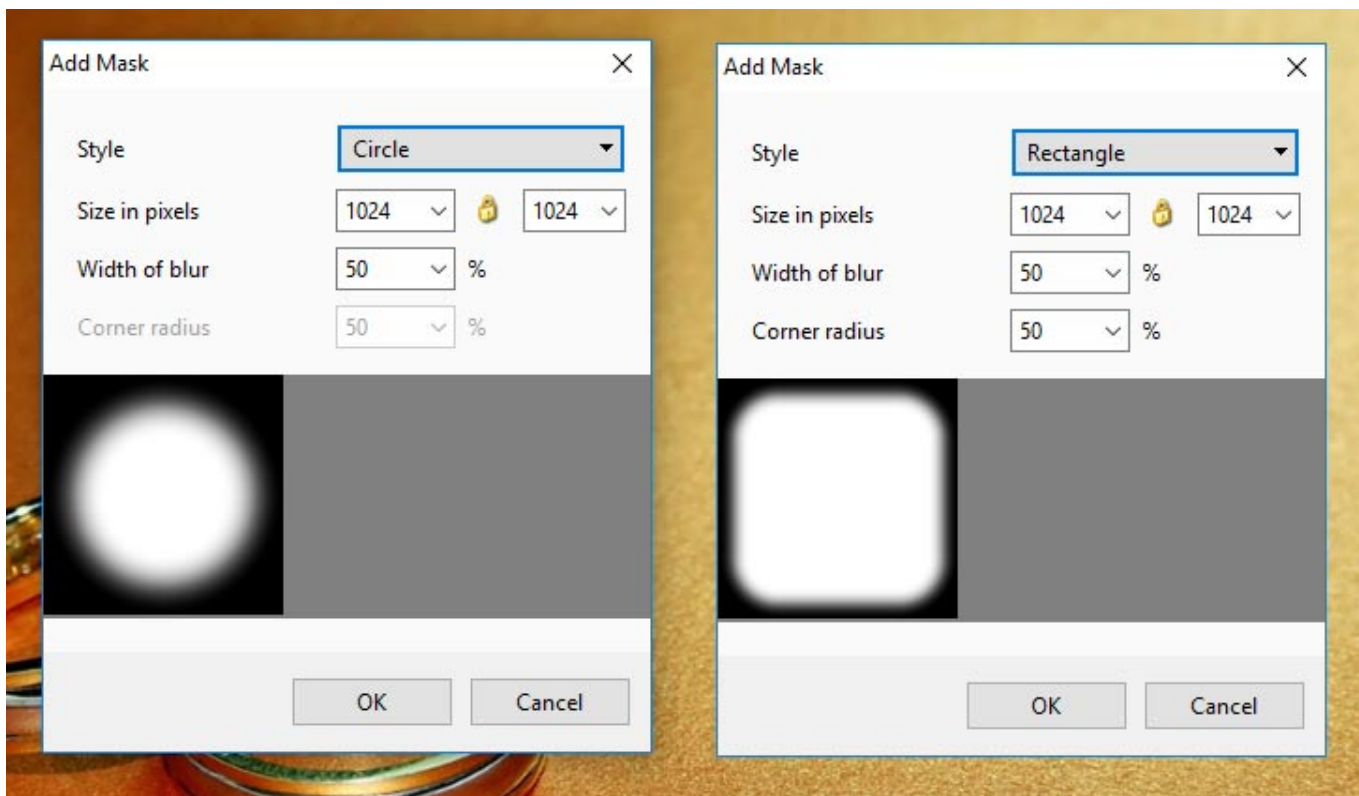 Add Mask
Style Circle
Size in pixels 1024 1024
Width of blur 50 %
Corner radius 50 %
OK Cancel
Add Mask
Style Rectangle
Size in pixels 1024 1024
Width of blur 50 %
Corner radius 50 %
OK Cancel